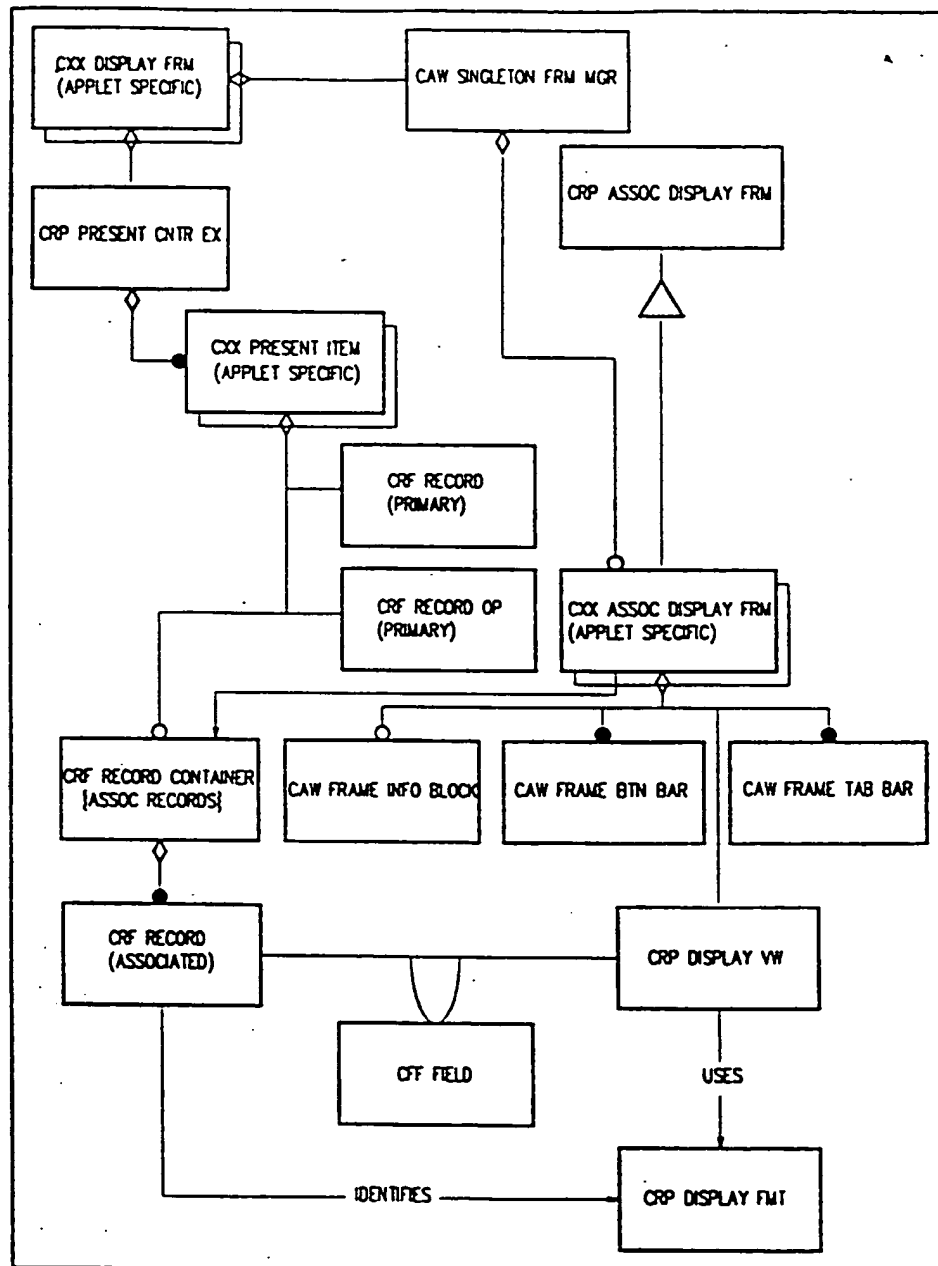 CXX DISPLAY FRM
(APPLET SPECIFIC)
CAW SINGLETON FRM MGR
CRP ASSOC DISPLAY FRM
CRP PRESENT CNTR EX
CXX PRESENT ITEM
(APPLET SPECIFIC)
CRF RECORD
(PRIMARY)
CRF RECORD OP
(PRIMARY)
CXX ASSOC DISPLAY FRM
(APPLET SPECIFIC)
CRF RECORD CONTAINER
{ASSOC RECORDS}
CAW FRAME INFO BLOCK
CAW FRAME BTN BAR
CAW FRAME TAB BAR
CRF RECORD
(ASSOCIATED)
CRP DISPLAY VW
CFF FIELD
USES
IDENTIFIES
CRP DISPLAY FMT